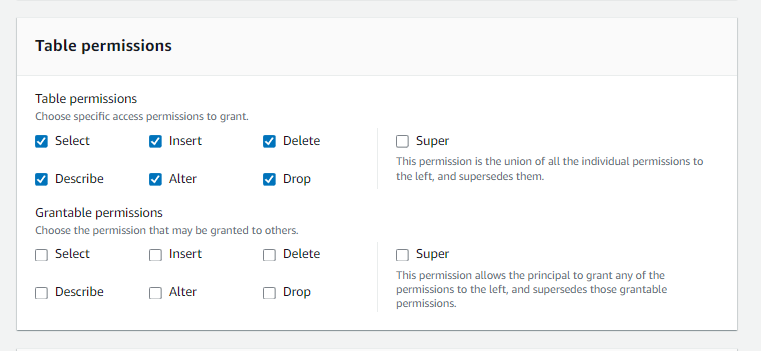 Table permissions
Table permissions
Choose specific access permissions to grant.
Select Insert Delete Super
This permission is the union of all the individual permissions to
the left, and supersedes them.
Describe Alter Drop
Grantable permissions
Choose the permission that may be granted to others.
Select Insert Delete Super
This permission allows the principal to grant any of the
permissions to the left, and supersedes those grantable
permissions.
Describe Alter Drop